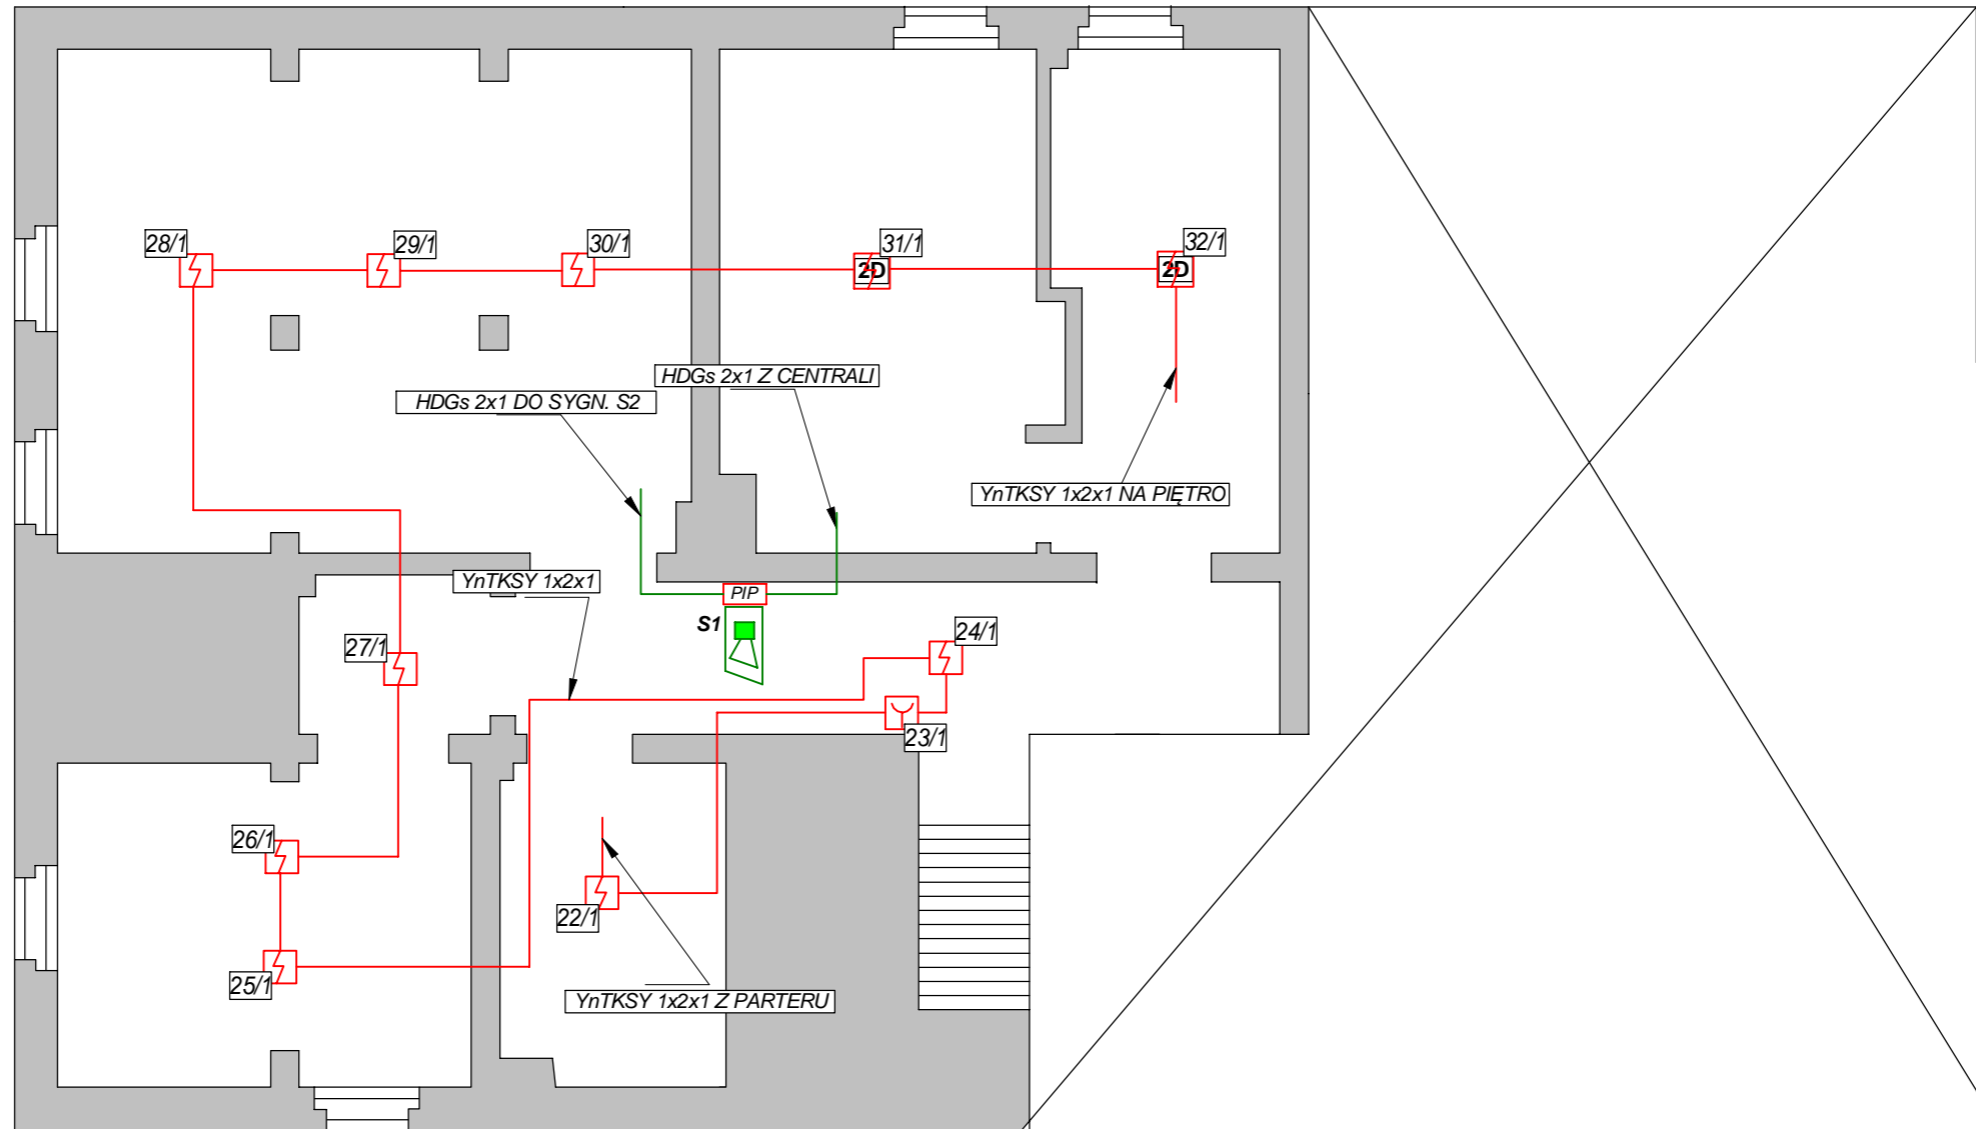 28/1
29/1
30/1
31/1
32/1
2D
2D
HDGs 2x1 Z CENTRALI
HDGs 2x1 DO SYGN. S2
YnTKSY 1x2x1 NA PIĘTRO
YnTKSY 1x2x1
PIP
S1
24/1
27/1
23/1
26/1
22/1
25/1
YnTKSY 1x2x1 Z PARTERU